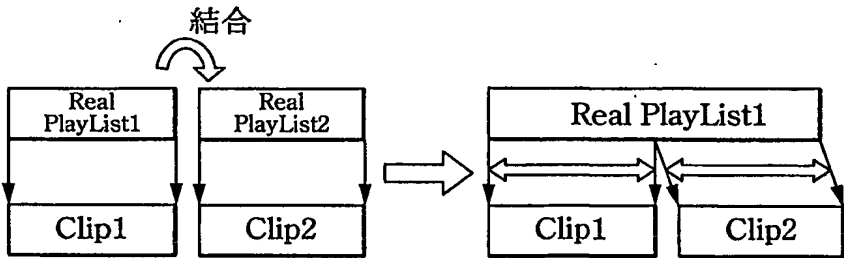 結合
Real
PlayList1
Real
PlayList2
Real PlayList1
Clip1
Clip2
Clip1
Clip2